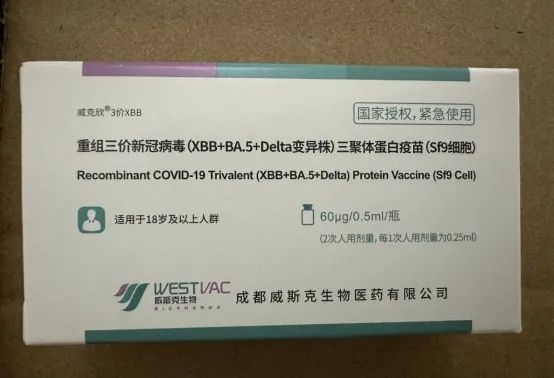 威克欣®3价XBB
国家授权，紧急使用
重组三价新冠病毒（XBB+BA.5+Delta变异株）三聚体蛋白疫苗（Sf9细胞）
Recombinant COVID-19 Trivalent (XBB+BA.5+Delta) Protein Vaccine (Sf9 Cell)
适用于18岁及以上人群
60μg/0.5ml/瓶
（2次人用剂量，每1次人用剂量为0.25ml）
WESTVAC
威斯克生物
BIOPHARMA
成都威斯克生物医药有限公司